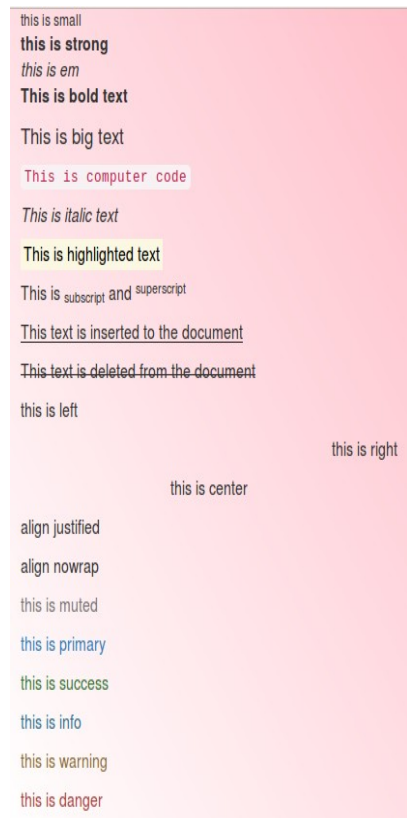 this is small
this is strong
this is em
This is bold text
This is big text
This is computer code
This is italic text
This is highlighted text
This is subscript and superscript
This text is inserted to the document
This text is deleted from the document
this is left
this is right
this is center
align justified
align nowrap
this is muted
this is primary
this is success
this is info
this is warning
this is danger